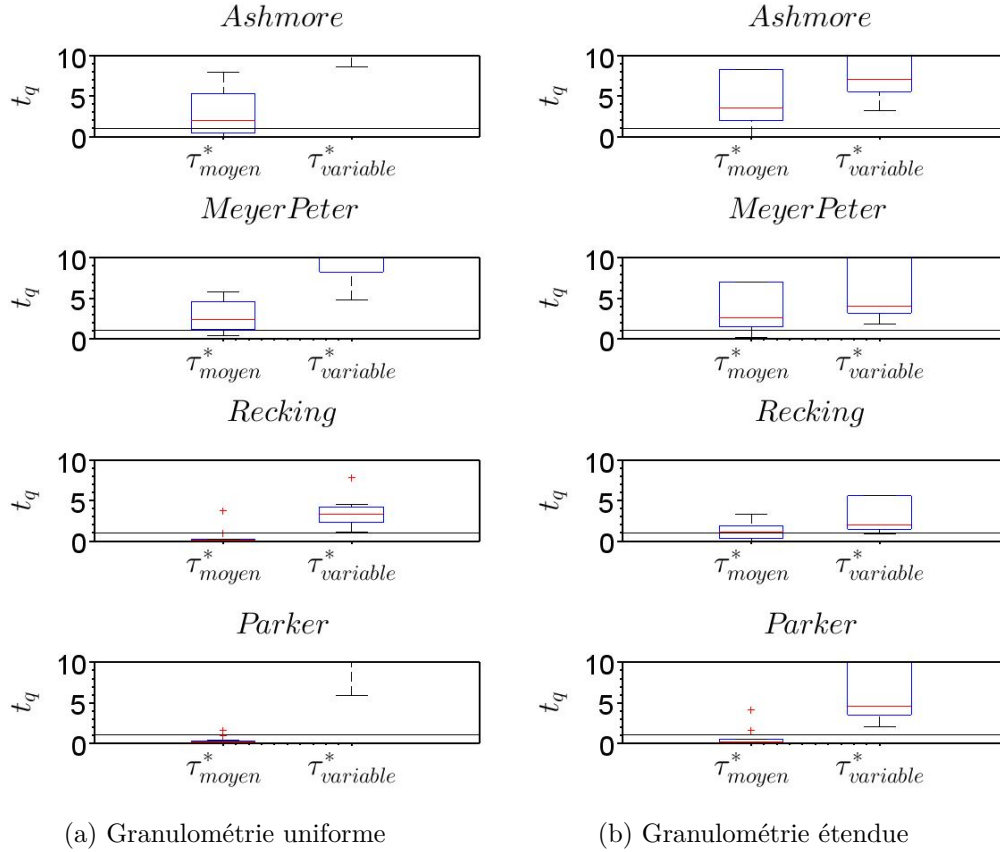 Ashmore
10
5
0
t_q
τ*_moyen τ*_variable
MeyerPeter
10
5
0
t_q
τ*_moyen τ*_variable
Recking
10
5
0
t_q
τ*_moyen τ*_variable
Parker
10
5
0
t_q
τ*_moyen τ*_variable
(a) Granulométrie uniforme
Ashmore
10
5
0
t_q
τ*_moyen τ*_variable
MeyerPeter
10
5
0
t_q
τ*_moyen τ*_variable
Recking
10
5
0
t_q
τ*_moyen τ*_variable
Parker
10
5
0
t_q
τ*_moyen τ*_variable
(b) Granulométrie étendue